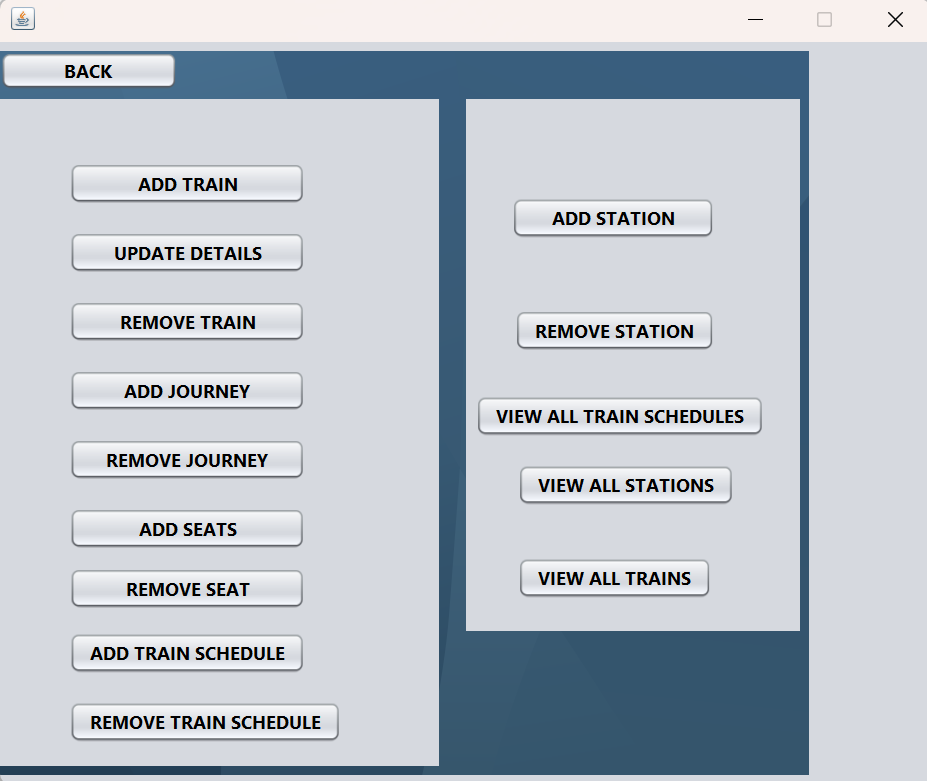 BACK
ADD TRAIN
UPDATE DETAILS
REMOVE TRAIN
ADD JOURNEY
REMOVE JOURNEY
ADD SEATS
REMOVE SEAT
ADD TRAIN SCHEDULE
REMOVE TRAIN SCHEDULE
ADD STATION
REMOVE STATION
VIEW ALL TRAIN SCHEDULES
VIEW ALL STATIONS
VIEW ALL TRAINS